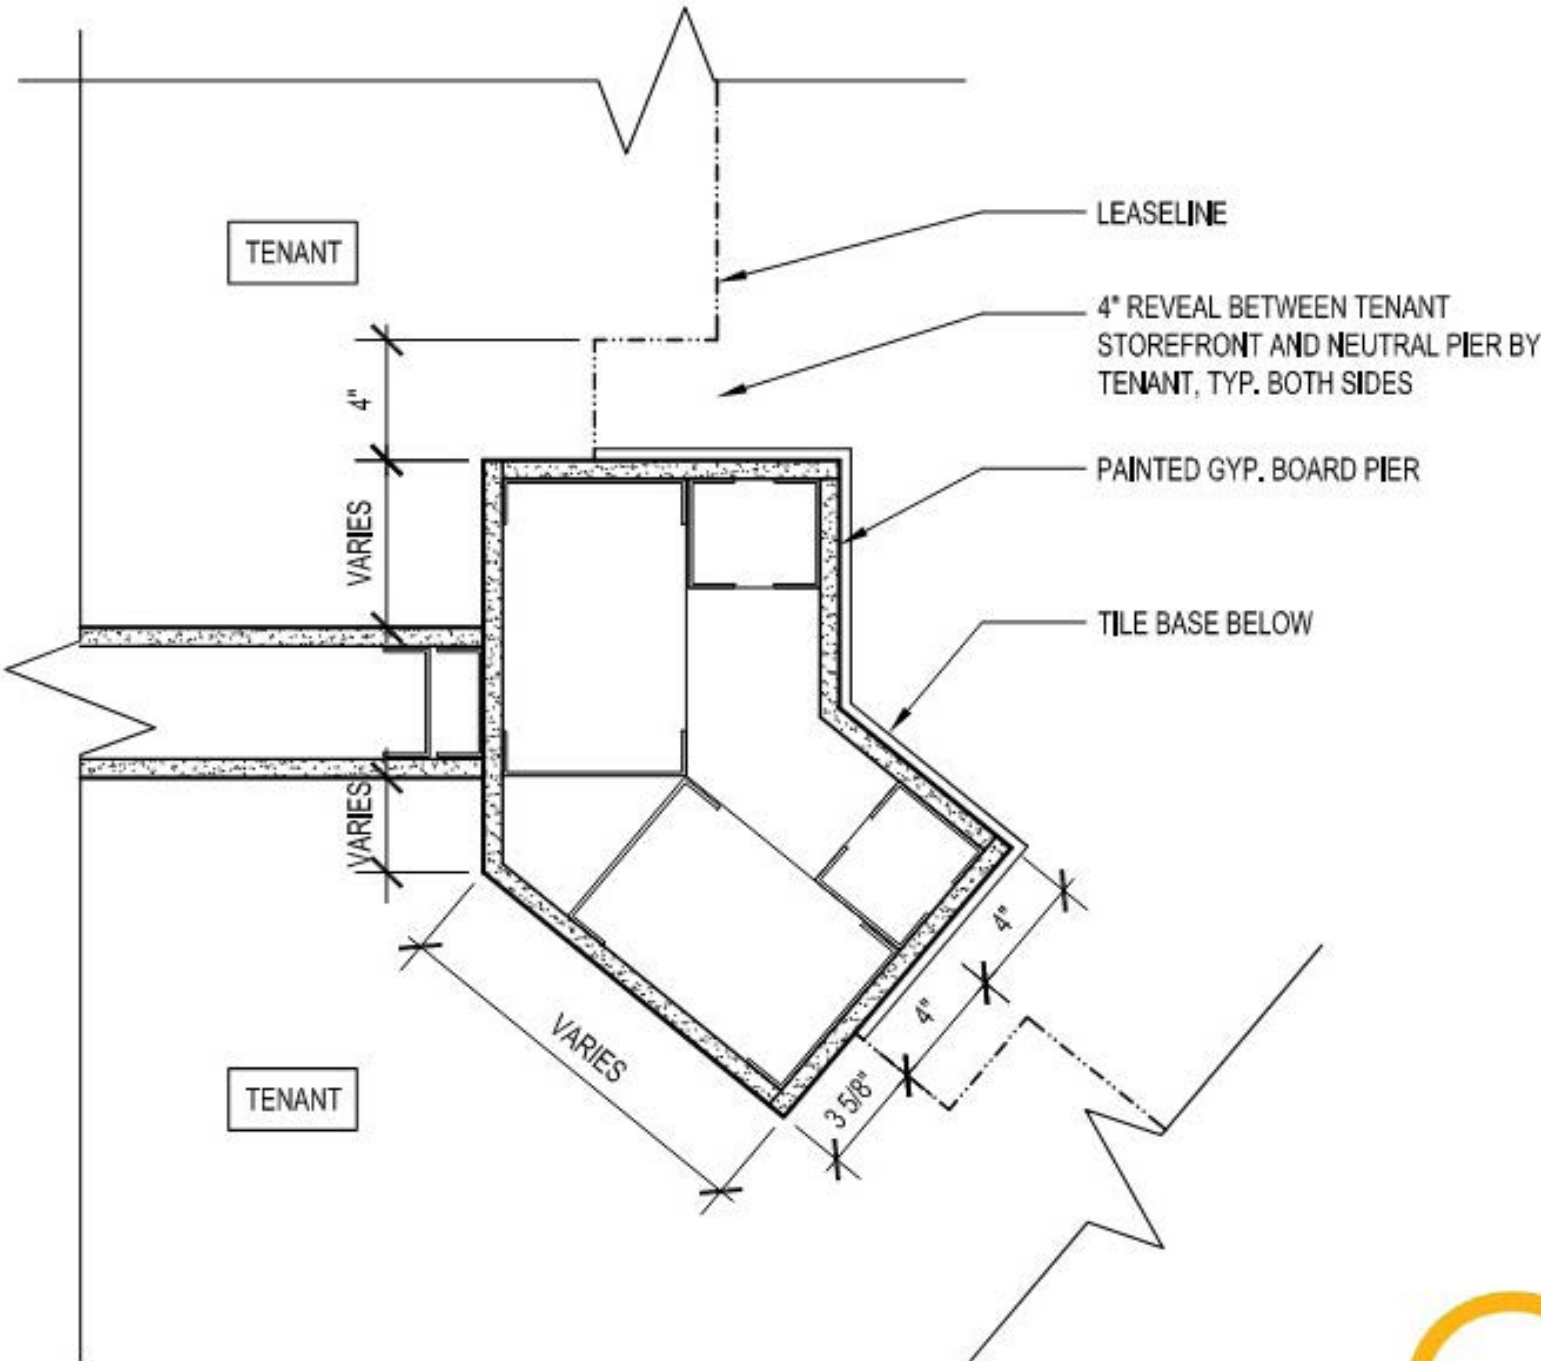 LEASELINE
TENANT
4" REVEAL BETWEEN TENANT
STOREFRONT AND NEUTRAL PIER BY
TENANT, TYP. BOTH SIDES
4"
PAINTED GYP. BOARD PIER
VARIES
TILE BASE BELOW
VARIES
4"
4"
VARIES
3 5/8"
TENANT